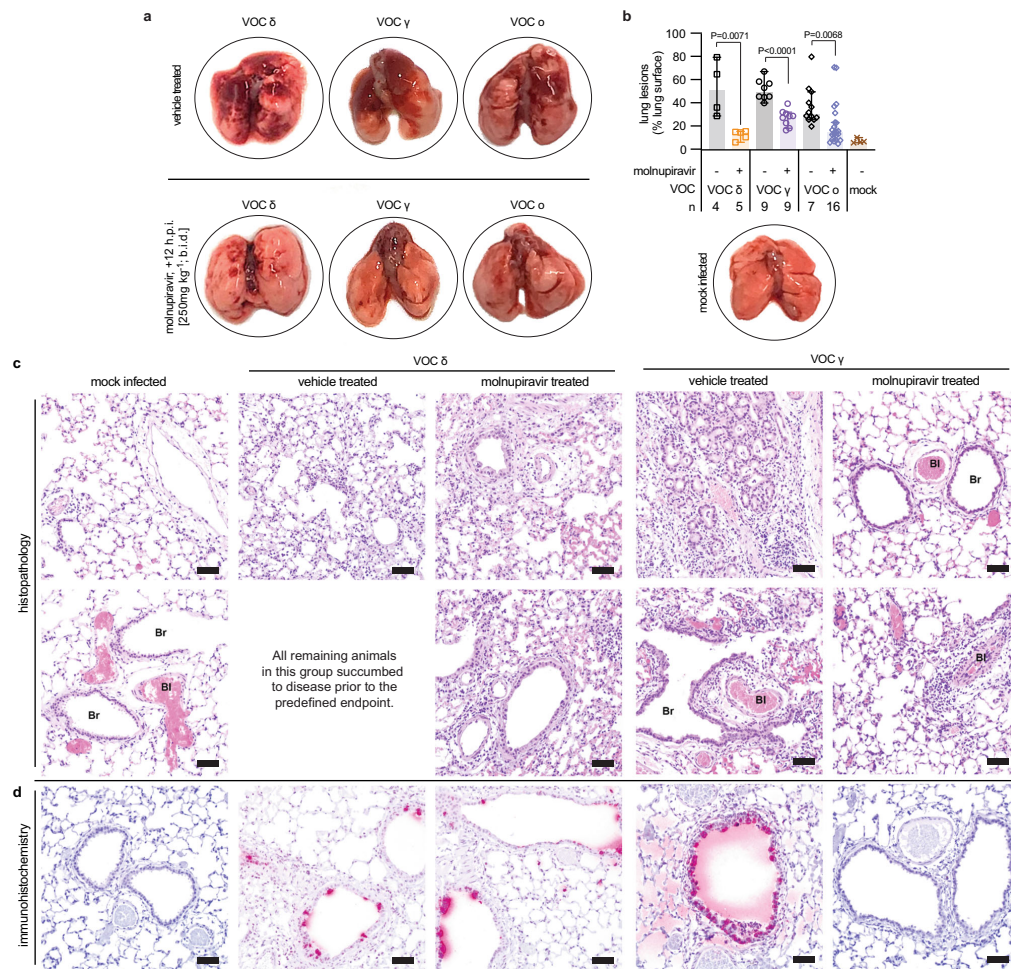 a
VOC δ
VOC γ
VOC o
vehicle treated
VOC δ
VOC γ
VOC o
molnupiravir; +12 h.p.i.
[250mg kg⁻¹; b.i.d.]
b
P=0.0071
P<0.0001
P=0.0068
lung lesions
(% lung surface)
100
80
60
40
20
0
molnupiravir - + - + - + -
VOC VOC δ VOC γ VOC o mock
n 4 5 9 9 7 16
mock infected
c
VOC δ
VOC γ
mock infected
vehicle treated
molnupiravir treated
vehicle treated
molnupiravir treated
histopathology
Bl
Br
Br
Bl
Br
All remaining animals
in this group succumbed
to disease prior to the
predefined endpoint.
Br
Bl
Bl
d
immunohistochemistry